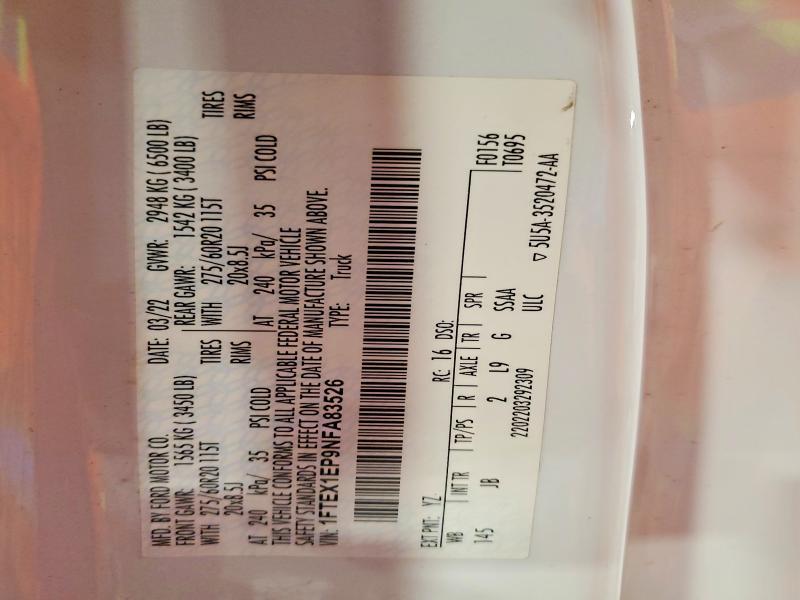 MFD. BY FORD MOTOR CO. DATE: 03/22 GVWR: 2948 KG ( 6500 LB)
FRONT GAWR: 1565 KG ( 3450 LB) REAR GAWR: 1542 KG ( 3400 LB)
WITH 275/60R20 115T TIRES WITH 275/60R20 115T TIRES
20x8.5J RIMS 20x8.5J RIMS
AT 240 kPa/ 35 PSI COLD AT 240 kPa/ 35 PSI COLD
THIS VEHICLE CONFORMS TO ALL APPLICABLE FEDERAL MOTOR VEHICLE
SAFETY STANDARDS IN EFFECT ON THE DATE OF MANUFACTURE SHOWN ABOVE.
VIN: 1FTEX1EP9NFA83526 TYPE: Truck
EXT PNT: YZ RC: 16 DSO: F0156
WB INT TR TP/PS R AXLE TR SPR T0695
145 JB 2 L9 G SSAA
2202203292309 ULC ▽ 5U5A-3520472-AA